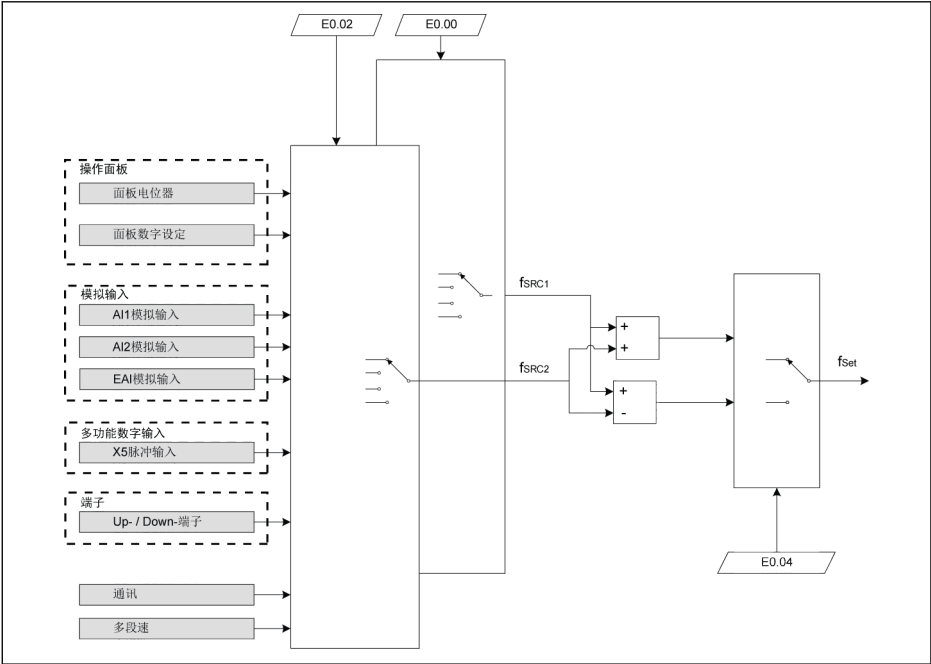 E0.02
E0.00
操作面板
面板电位器
面板数字设定
模拟输入
AI1模拟输入
AI2模拟输入
EAI模拟输入
多功能数字输入
X5脉冲输入
端子
Up- / Down-端子
通讯
多段速
fSRC1
fSRC2
+
+
+
-
fSet
E0.04